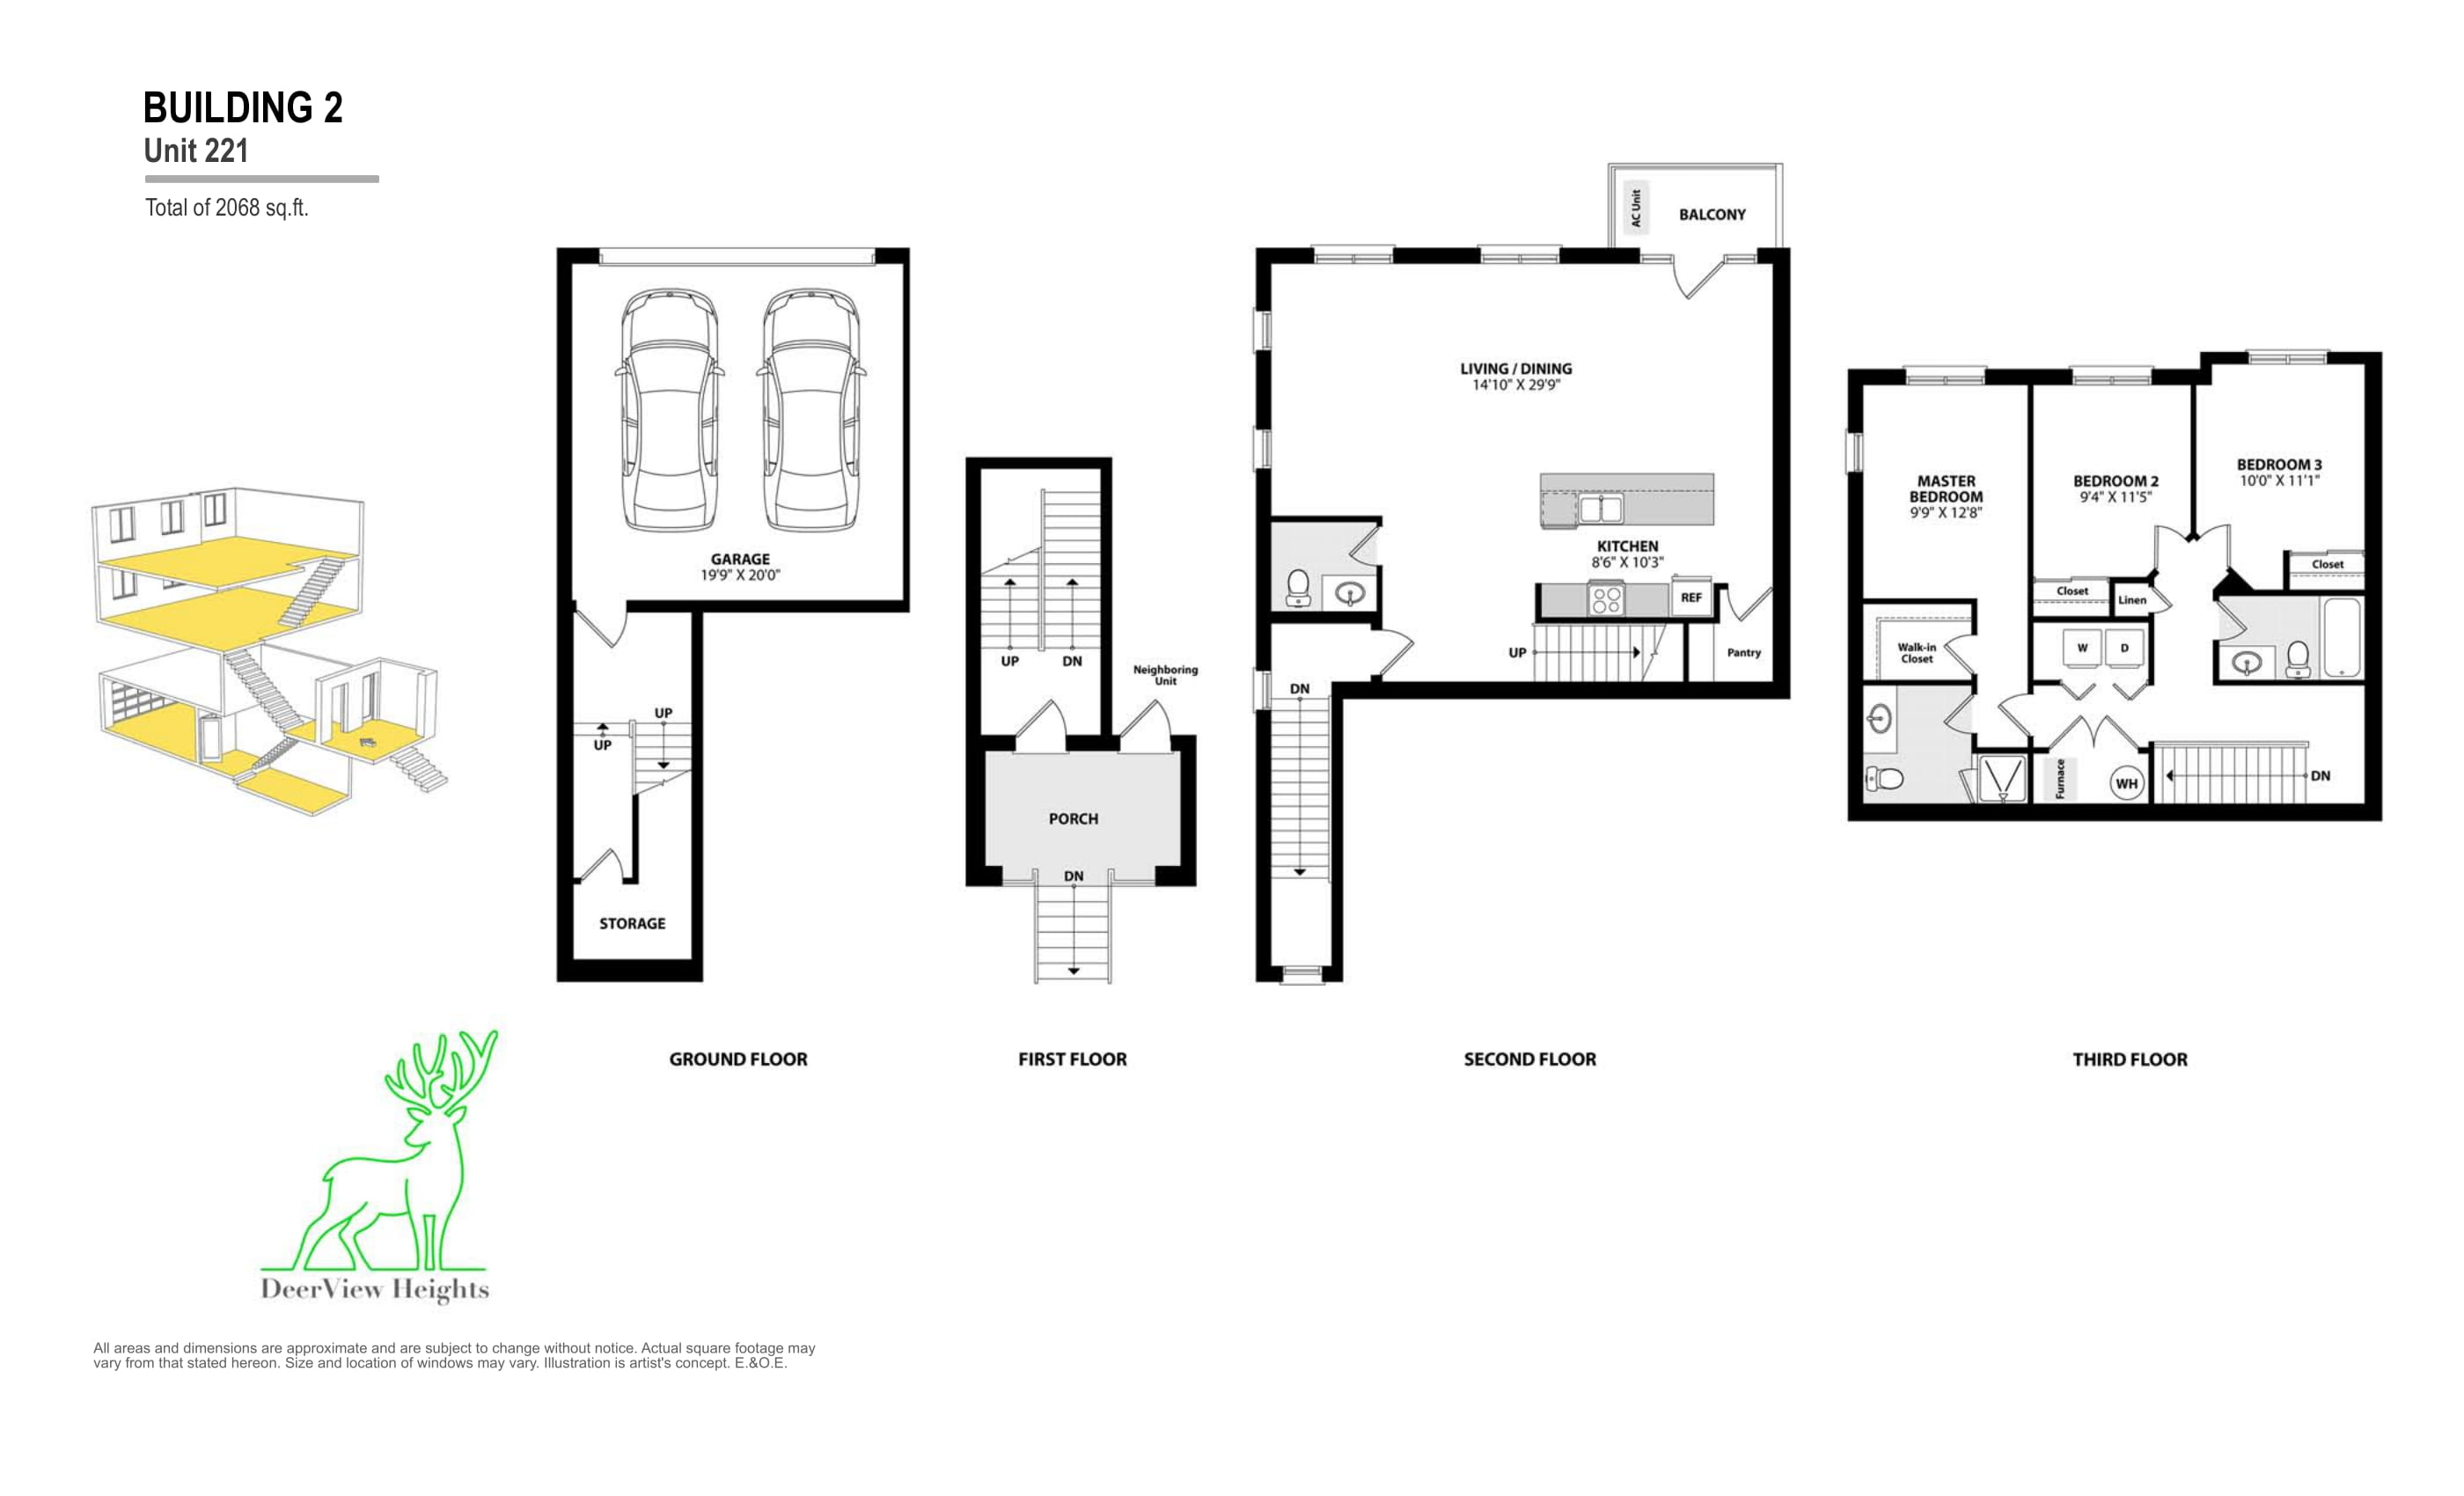 BUILDING 2
Unit 221
Total of 2068 sq.ft.
GARAGE
19'9" X 20'0"
UP
UP
STORAGE
GROUND FLOOR
UP
DN
Neighboring
Unit
PORCH
DN
FIRST FLOOR
AC Unit
BALCONY
LIVING / DINING
14'10" X 29'9"
KITCHEN
8'6" X 10'3"
REF
UP
Pantry
DN
SECOND FLOOR
MASTER
BEDROOM
9'9" X 12'8"
BEDROOM 2
9'4" X 11'5"
BEDROOM 3
10'0" X 11'1"
Closet
Closet
Linen
Walk-in
Closet
W
D
Furnace
WH
DN
THIRD FLOOR
DeerView Heights
All areas and dimensions are approximate and are subject to change without notice. Actual square footage may
vary from that stated hereon. Size and location of windows may vary. Illustration is artist's concept. E.&O.E.